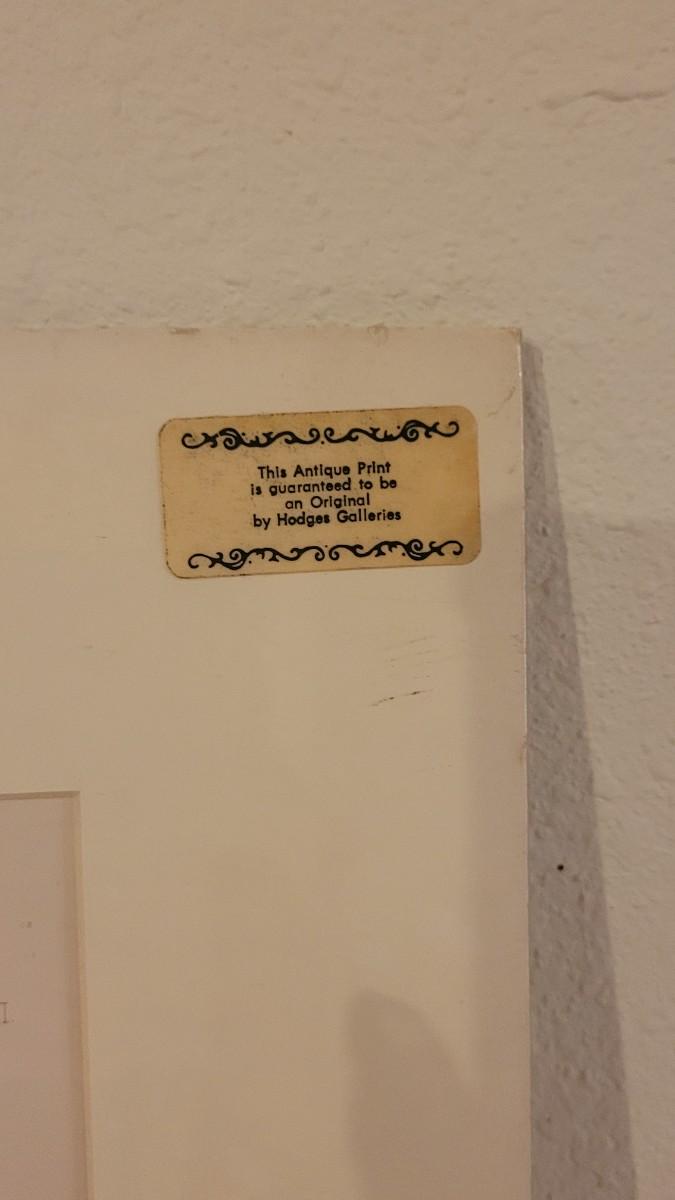 This Antique Print
is guaranteed to be
an Original
by Hodges Galleries